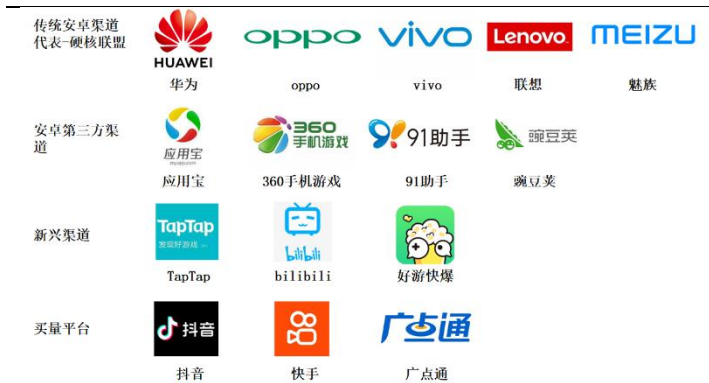 传统安卓渠道
代表-硬核联盟
HUAWEI
oppo
vivo
Lenovo.
MEIZU
华为
oppo
vivo
联想
魅族
安卓第三方渠
道
应用宝
myapp.com
360
手机游戏
91助手
豌豆荚
应用宝
360手机游戏
91助手
豌豆荚
新兴渠道
TapTap
发现好游戏
bilibili
TapTap
bilibili
好游快爆
买量平台
抖音
广点通
抖音
快手
广点通